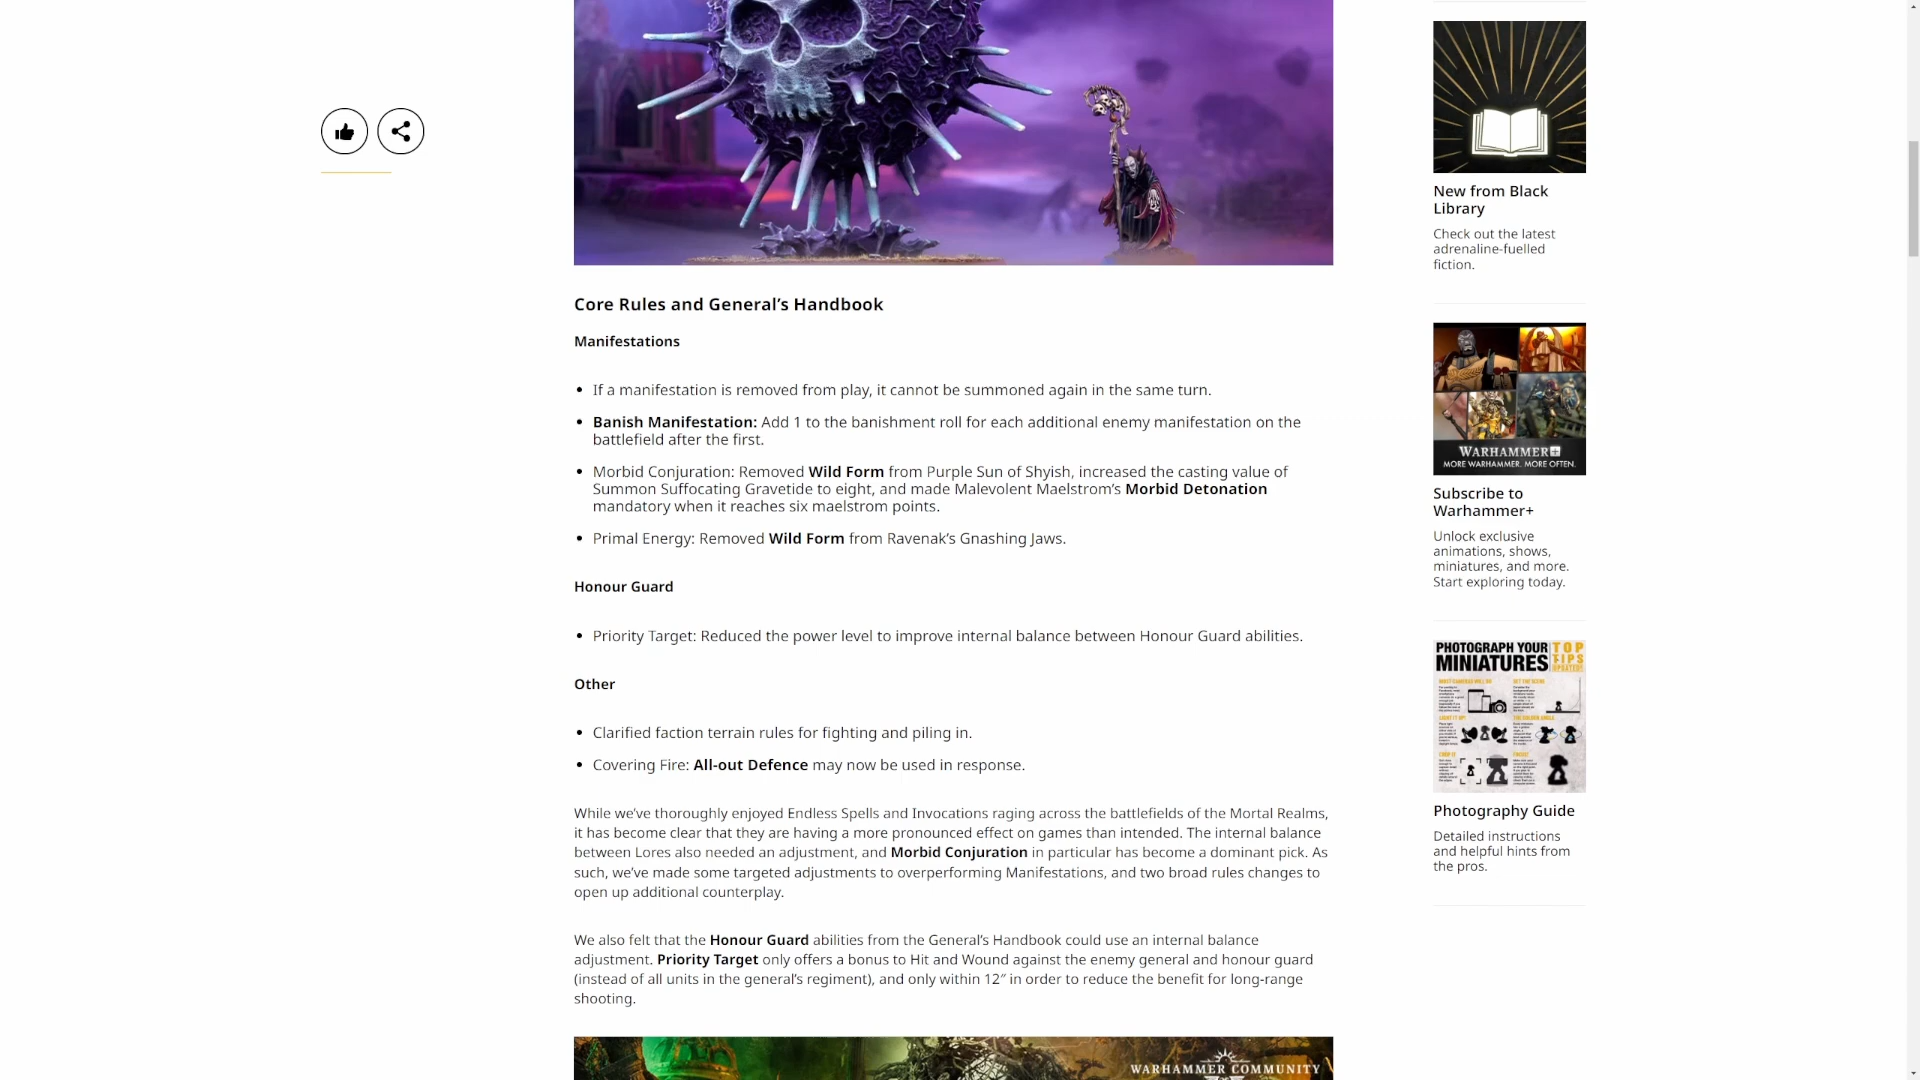 New from Black
Library
Check out the latest
adrenaline-fuelled
fiction.
Core Rules and General’s Handbook
Manifestations
• If a manifestation is removed from play, it cannot be summoned again in the same turn.
• Banish Manifestation: Add 1 to the banishment roll for each additional enemy manifestation on the
battlefield after the first.
• Morbid Conjuration: Removed Wild Form from Purple Sun of Shyish, increased the casting value of
Summon Suffocating Gravetide to eight, and made Malevolent Maelstrom’s Morbid Detonation
mandatory when it reaches six maelstrom points.
• Primal Energy: Removed Wild Form from Ravenak’s Gnashing Jaws.
Honour Guard
• Priority Target: Reduced the power level to improve internal balance between Honour Guard abilities.
Other
• Clarified faction terrain rules for fighting and piling in.
• Covering Fire: All-out Defence may now be used in response.
While we’ve thoroughly enjoyed Endless Spells and Invocations raging across the battlefields of the Mortal Realms,
it has become clear that they are having a more pronounced effect on games than intended. The internal balance
between Lores also needed an adjustment, and Morbid Conjuration in particular has become a dominant pick. As
such, we’ve made some targeted adjustments to overperforming Manifestations, and two broad rules changes to
open up additional counterplay.
We also felt that the Honour Guard abilities from the General’s Handbook could use an internal balance
adjustment. Priority Target only offers a bonus to Hit and Wound against the enemy general and honour guard
(instead of all units in the general’s regiment), and only within 12″ in order to reduce the benefit for long-range
shooting.
WARHAMMER COMMUNITY
WARHAMMER+
MORE WARHAMMER. MORE OFTEN.
Subscribe to
Warhammer+
Unlock exclusive
animations, shows,
miniatures, and more.
Start exploring today.
PHOTOGRAPH YOUR
MINIATURES
TOP
TIPS
UPDATED!
Photography Guide
Detailed instructions
and helpful hints from
the pros.